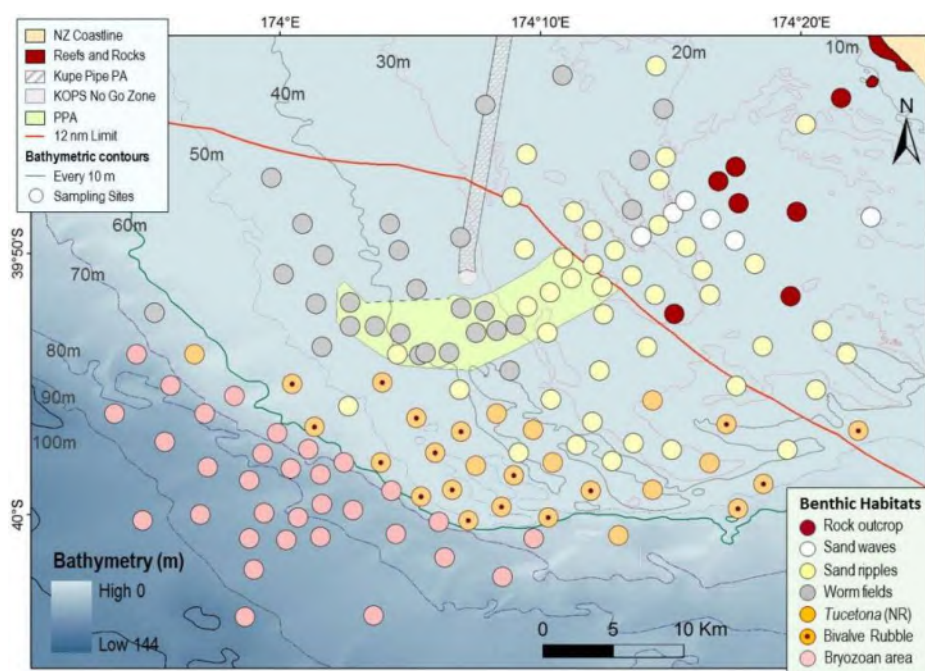 174°E
174°10'E
174°20'E
NZ Coastline
Reefs and Rocks
Kupe Pipe PA
KOPS No Go Zone
PPA
12 nm Limit
Bathymetric contours
Every 10 m
Sampling Sites
10m
20m
30m
40m
50m
60m
70m
80m
90m
100m
N
39°50'S
40°S
Bathymetry (m)
High 0
Low 144
0 5 10 Km
Benthic Habitats
Rock outcrop
Sand waves
Sand ripples
Worm fields
Tucetona (NR)
Bivalve Rubble
Bryozoan area